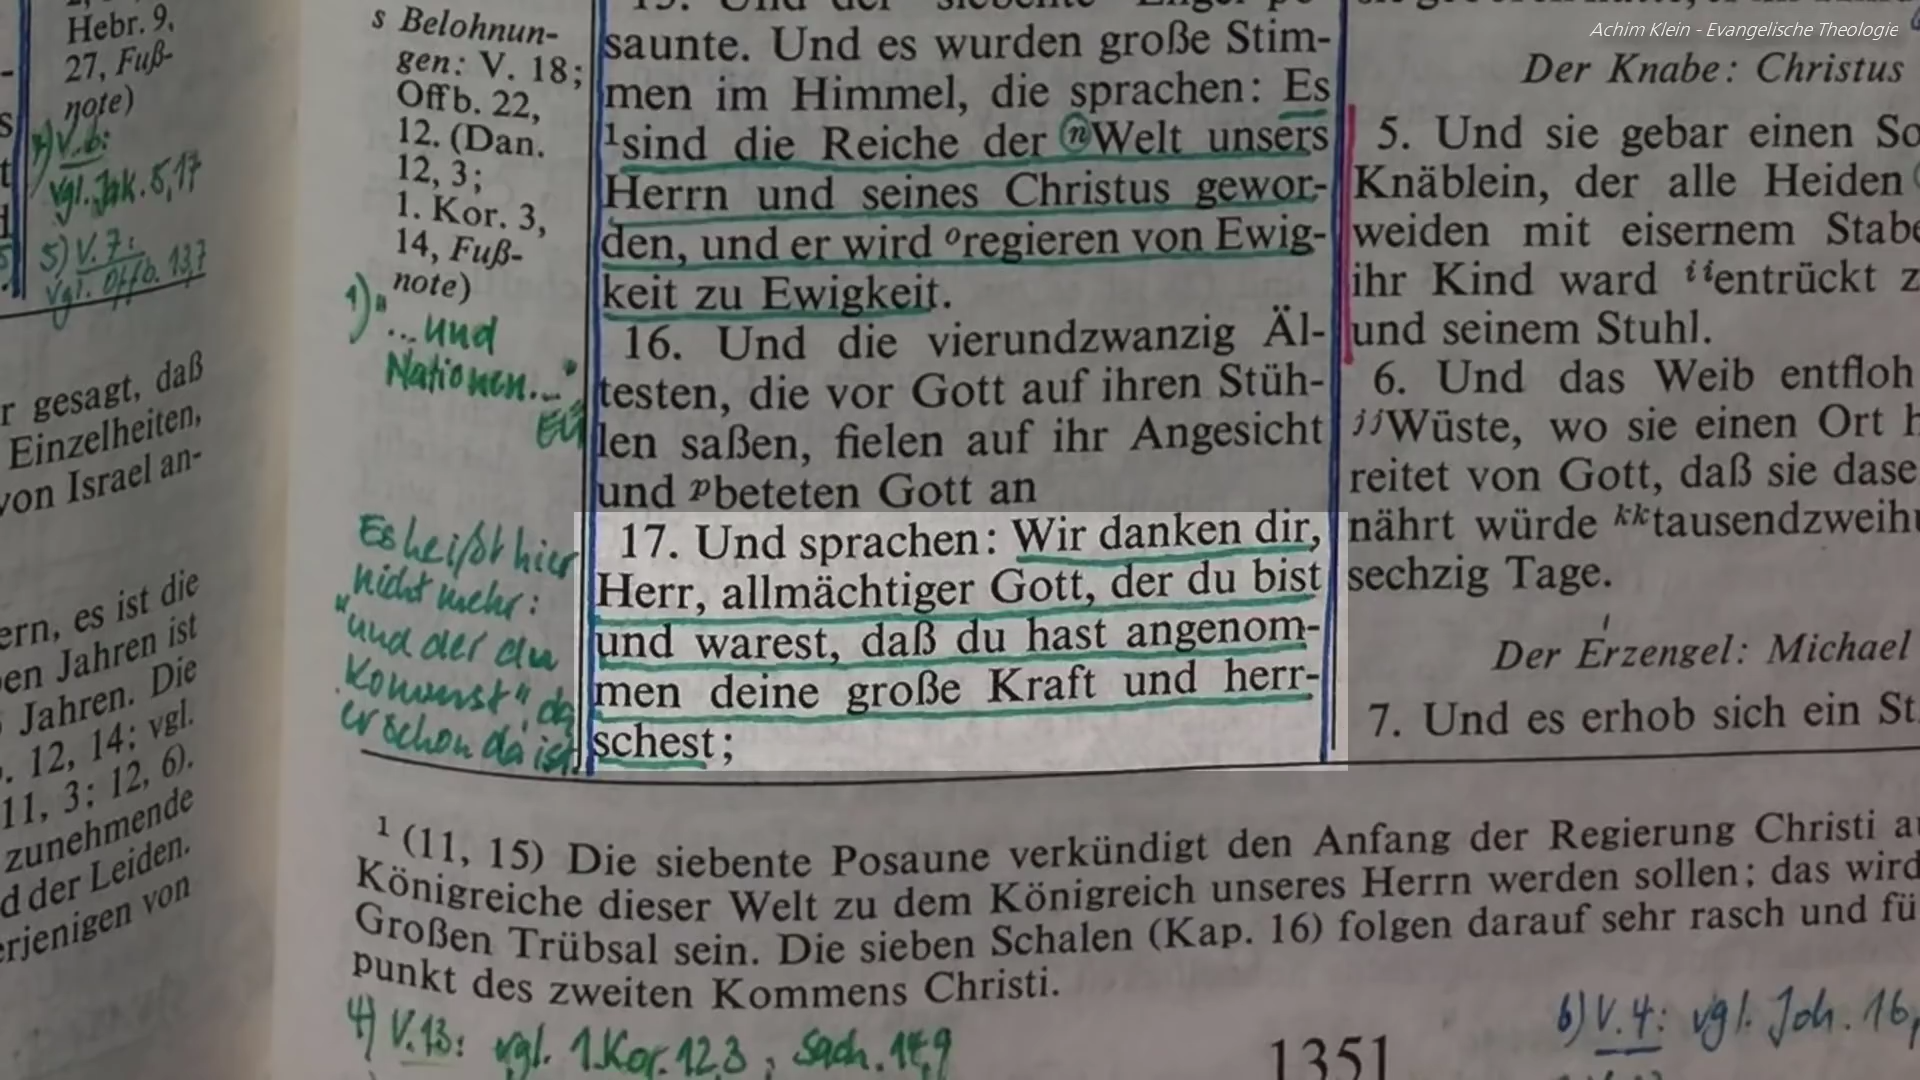 Achim Klein - Evangelische Theologie
Hebr. 9,
27, Fuß-
note)
V.6:
vgl. Jak. 5,17
5) V. 7:
vgl. Offb. 13,7
r gesagt, daß
Einzelheiten,
von Israel an-
ern, es ist die
en Jahren ist
Jahren. Die
. 12, 14; vgl.
11, 3; 12, 6).
zunehmende
d der Leiden.
erjenigen von
s Belohnun-
gen: V. 18;
Offb. 22,
12. (Dan.
12, 3;
1. Kor. 3,
14, Fuß-
note)
1) "...und
Nationen..."
Es heißt hier
nicht mehr:
"und der du
kommst", da
er schon da ist.
15. Und der siebente Engel po-
saunte. Und es wurden große Stim-
men im Himmel, die sprachen: Es
¹sind die Reiche der ⁿWelt unsers
Herrn und seines Christus gewor-
den, und er wird ᵒregieren von Ewig-
keit zu Ewigkeit.
16. Und die vierundzwanzig Äl-
testen, die vor Gott auf ihren Stüh-
len saßen, fielen auf ihr Angesicht
und ᵖbeteten Gott an
17. Und sprachen: Wir danken dir,
Herr, allmächtiger Gott, der du bist
und warest, daß du hast angenom-
men deine große Kraft und herr-
schest;
Der Knabe: Christus
5. Und sie gebar einen So
Knäblein, der alle Heiden
weiden mit eisernem Stabe
ihr Kind ward ⁱⁱentrückt z
und seinem Stuhl.
6. Und das Weib entfloh
ʲʲWüste, wo sie einen Ort b
reitet von Gott, daß sie dase
nährt würde ᵏᵏtausendzweihu
sechzig Tage.
Der Erzengel: Michael
7. Und es erhob sich ein St
¹ (11, 15) Die siebente Posaune verkündigt den Anfang der Regierung Christi a
Königreiche dieser Welt zu dem Königreich unseres Herrn werden sollen; das wird
Großen Trübsal sein. Die sieben Schalen (Kap. 16) folgen darauf sehr rasch und fü
punkt des zweiten Kommens Christi.
4) V.13: vgl. 1.Kor. 12,3, Sach. 14,9
1351
6) V.4: vgl. Joh. 16,